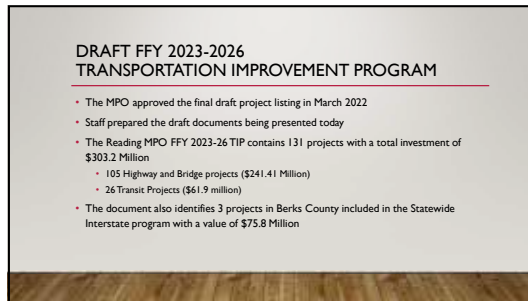 DRAFT FFY 2023-2026
TRANSPORTATION IMPROVEMENT PROGRAM
• The MPO approved the final draft project listing in March 2022
• Staff prepared the draft documents being presented today
• The Reading MPO FFY 2023-26 TIP contains 131 projects with a total investment of
$303.2 Million
• 105 Highway and Bridge projects ($241.41 Million)
• 26 Transit Projects ($61.9 million)
• The document also identifies 3 projects in Berks County included in the Statewide
Interstate program with a value of $75.8 Million